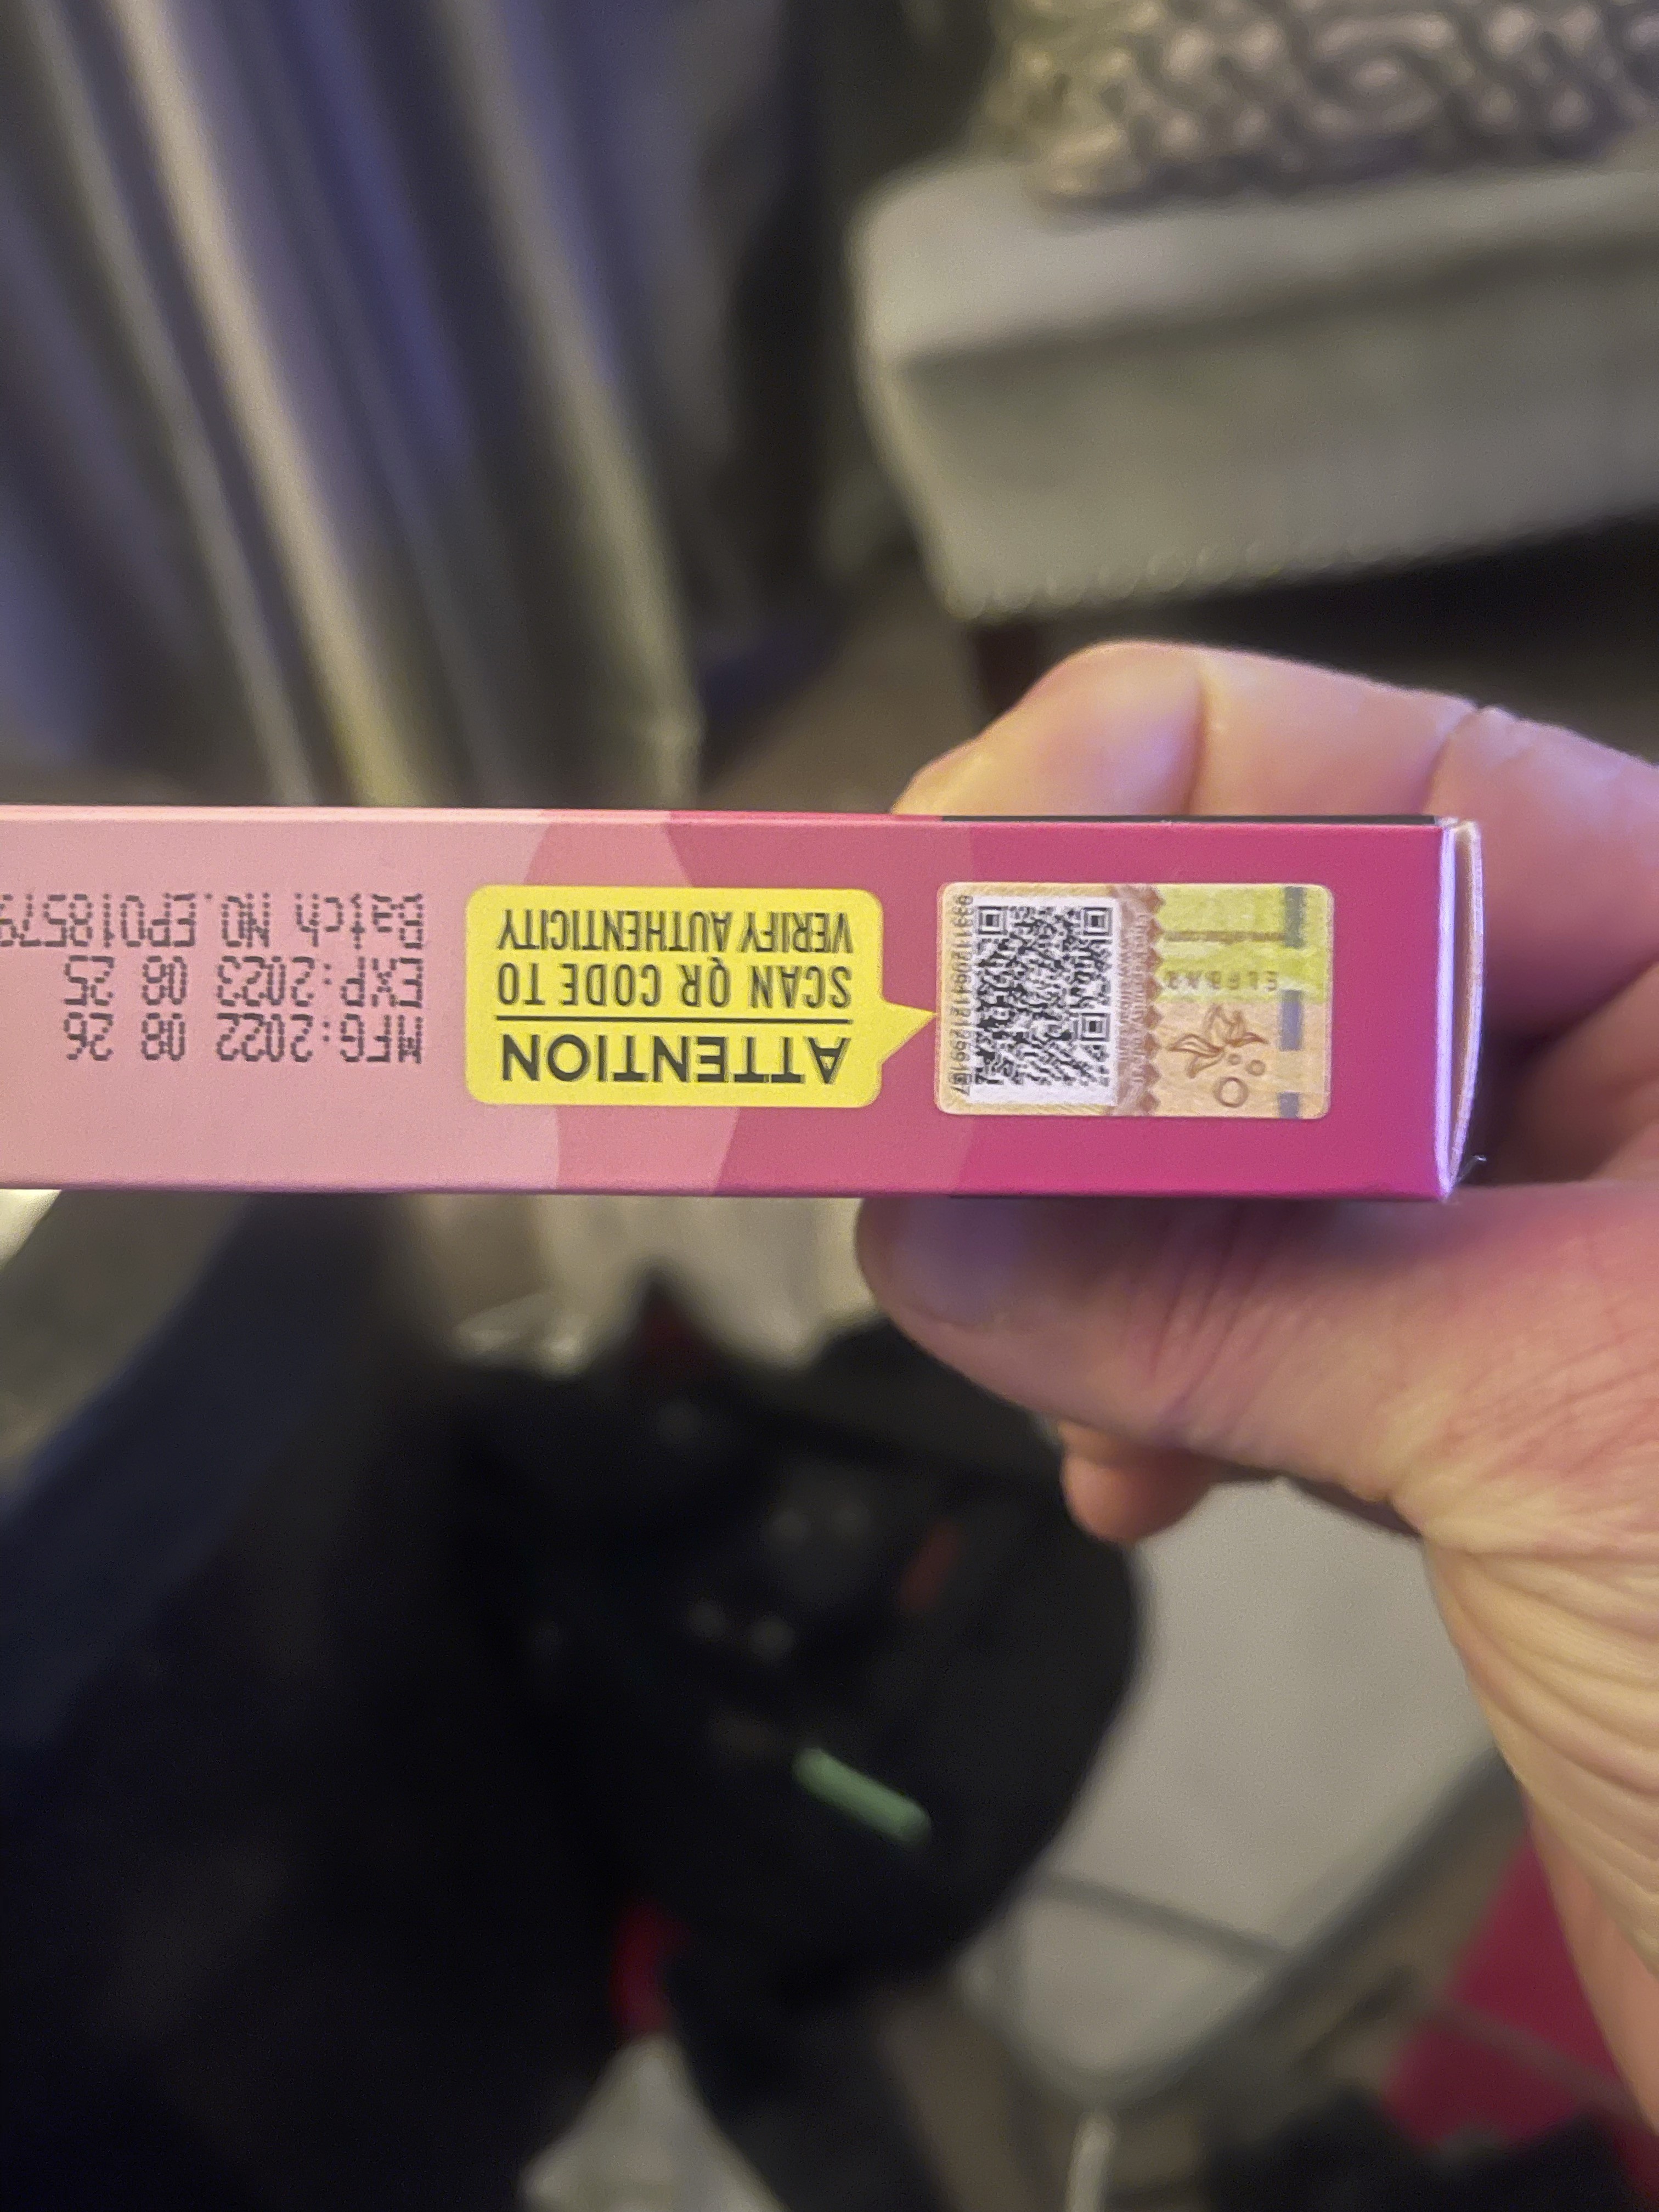 ATTENTION
SCAN QR CODE TO
VERIFY AUTHENTICITY
MFG:2022 08 26
EXP:2023 08 25
Batch NO.EP018579
ELFBAR